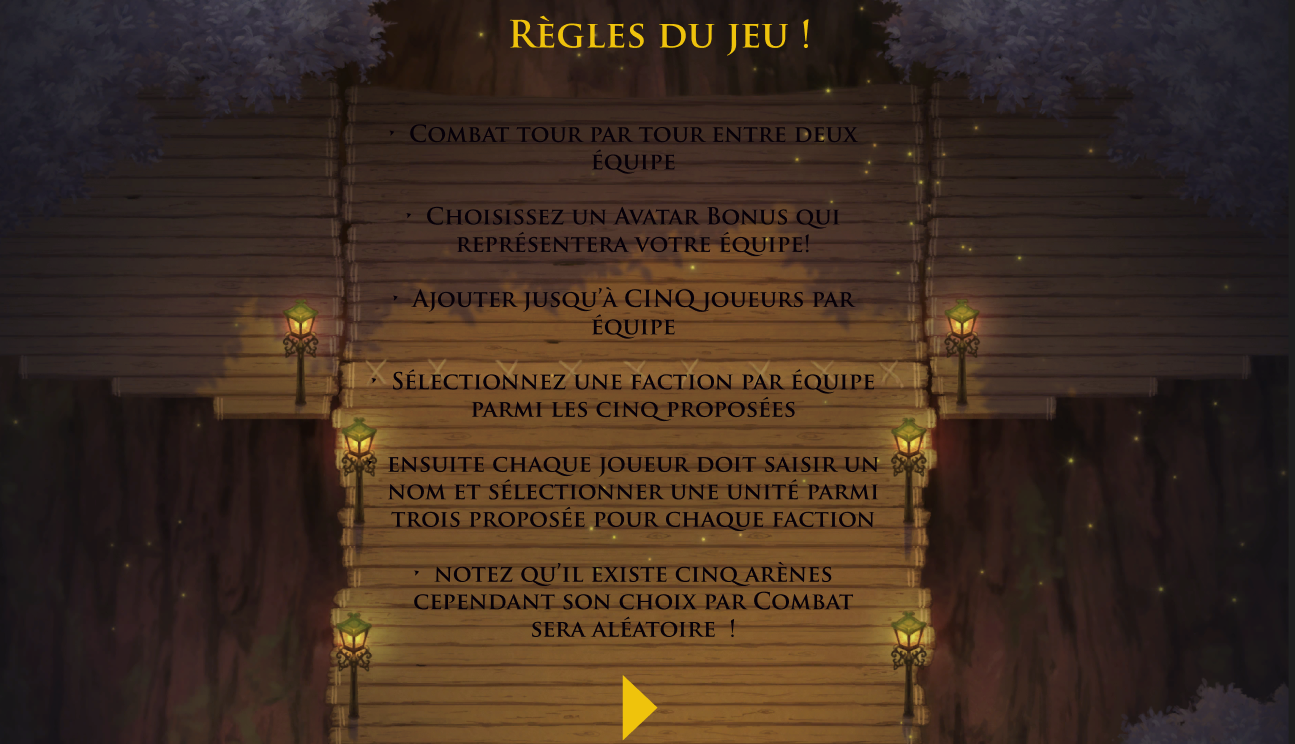 Règles du jeu !
‣ Combat tour par tour entre deux
équipe
‣ Choisissez un Avatar Bonus qui
représentera votre équipe!
‣ Ajouter jusqu'à CINQ joueurs par
équipe
‣ Sélectionnez une faction par équipe
parmi les cinq proposées
ensuite chaque joueur doit saisir un
nom et sélectionner une unité parmi
trois proposée pour chaque faction
‣ notez qu'il existe cinq arènes
cependant son choix par Combat
sera aléatoire !